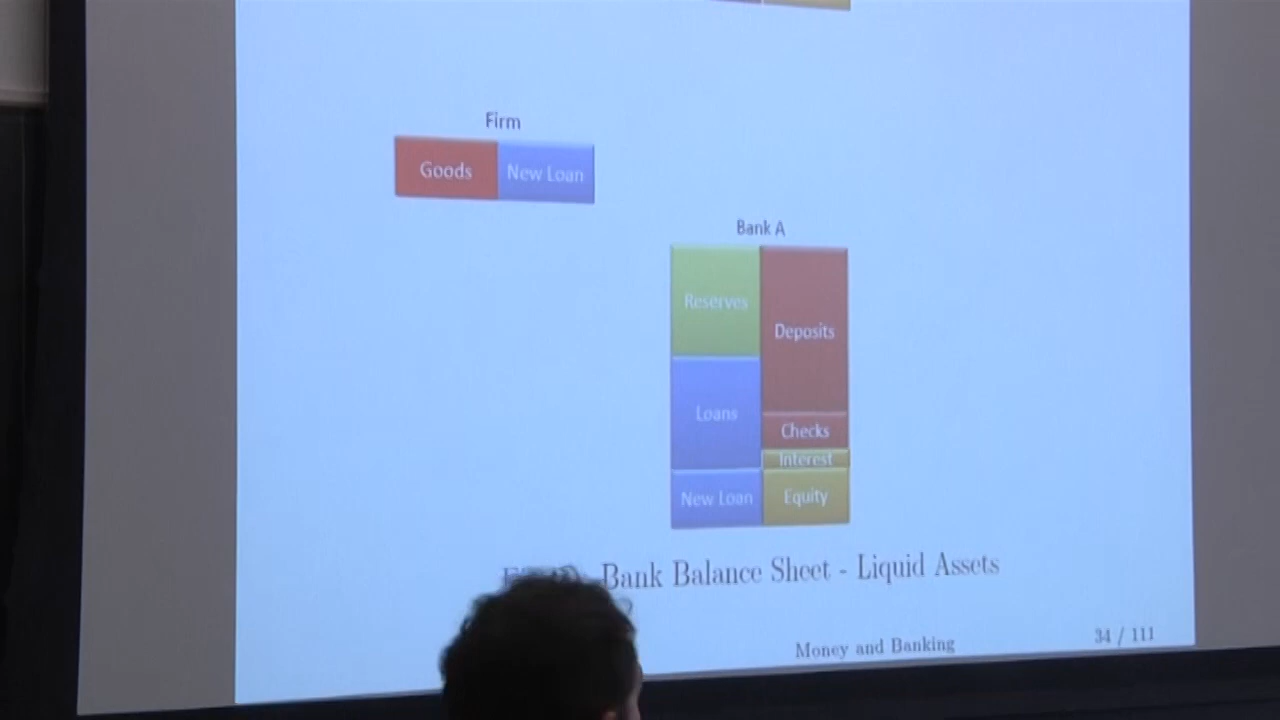 Firm
Goods New Loan
Bank A
Reserves
Deposits
Loans
Checks
Interest
New Loan
Equity
Bank Balance Sheet - Liquid Assets
Money and Banking
34 / 111